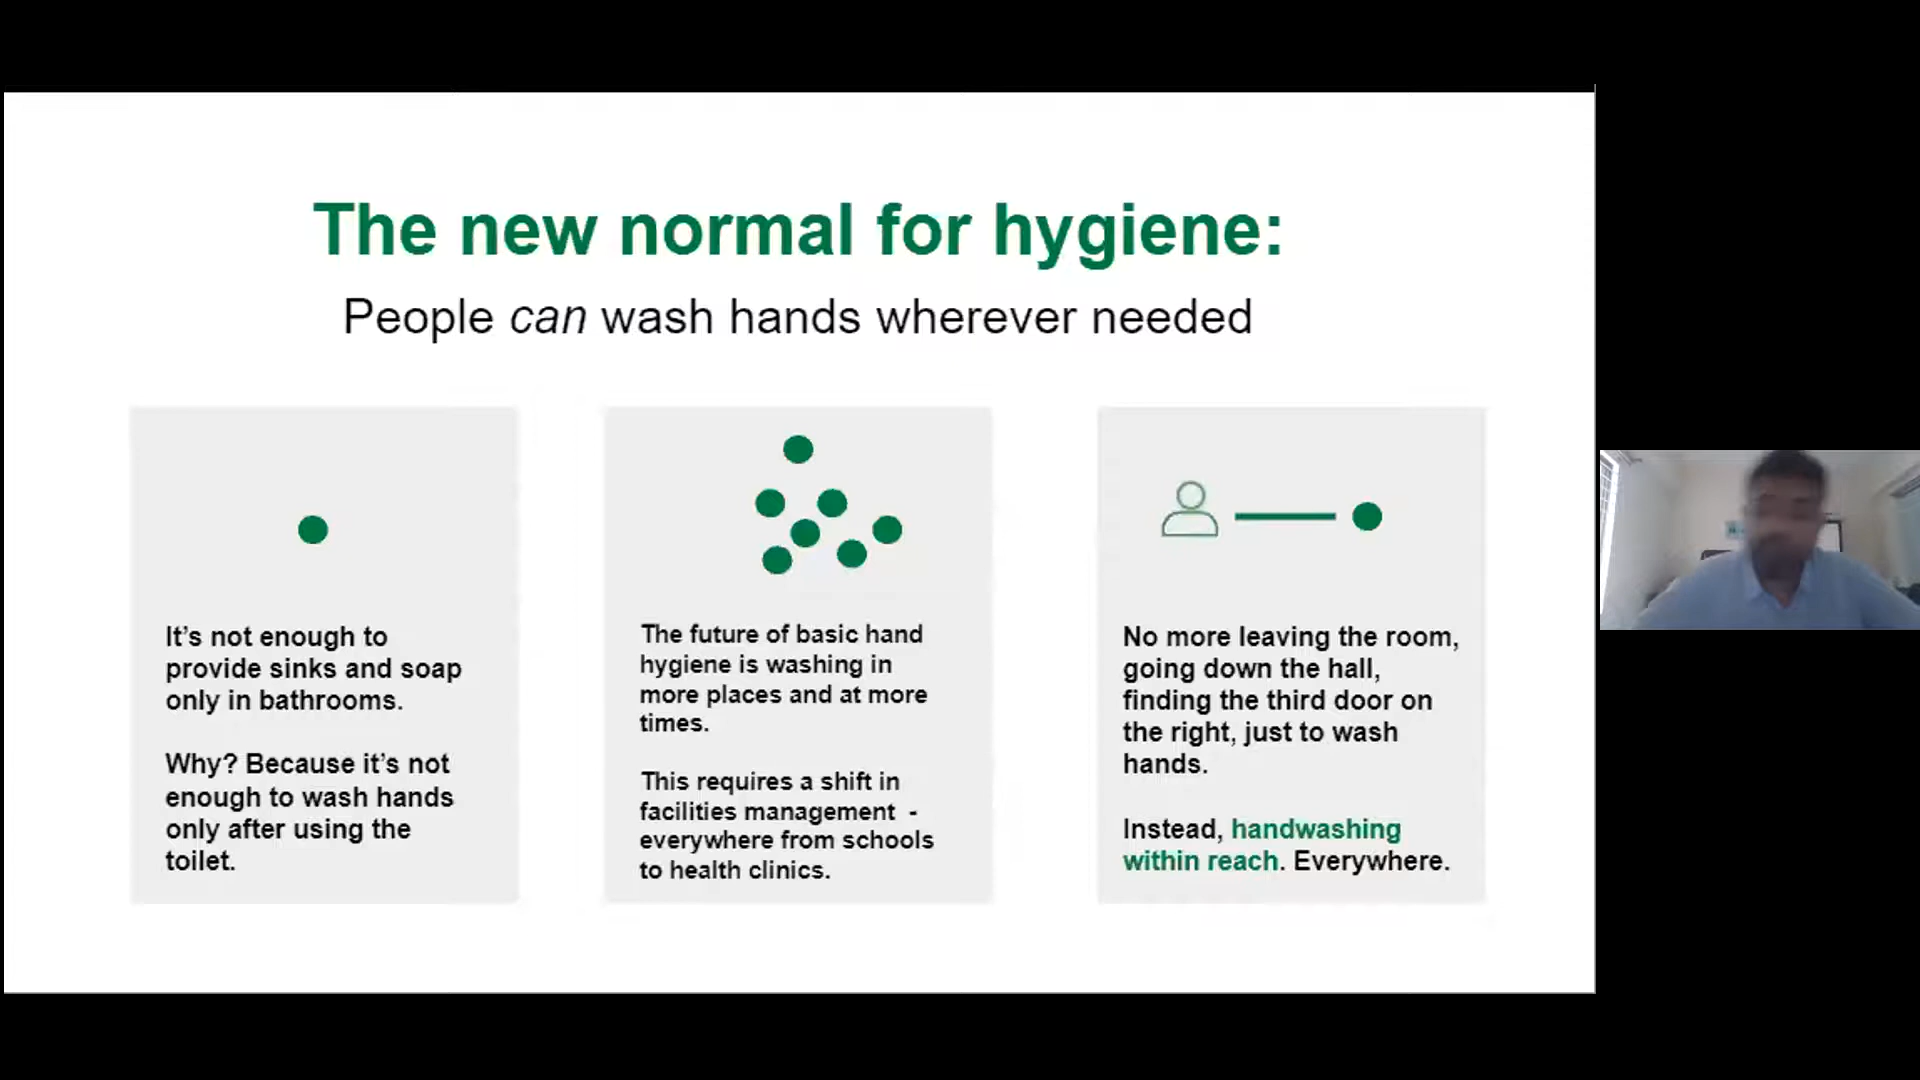 The new normal for hygiene:
People can wash hands wherever needed
It's not enough to
provide sinks and soap
only in bathrooms.
Why? Because it's not
enough to wash hands
only after using the
toilet.
The future of basic hand
hygiene is washing in
more places and at more
times.
This requires a shift in
facilities management -
everywhere from schools
to health clinics.
No more leaving the room,
going down the hall,
finding the third door on
the right, just to wash
hands.
Instead, handwashing
within reach. Everywhere.